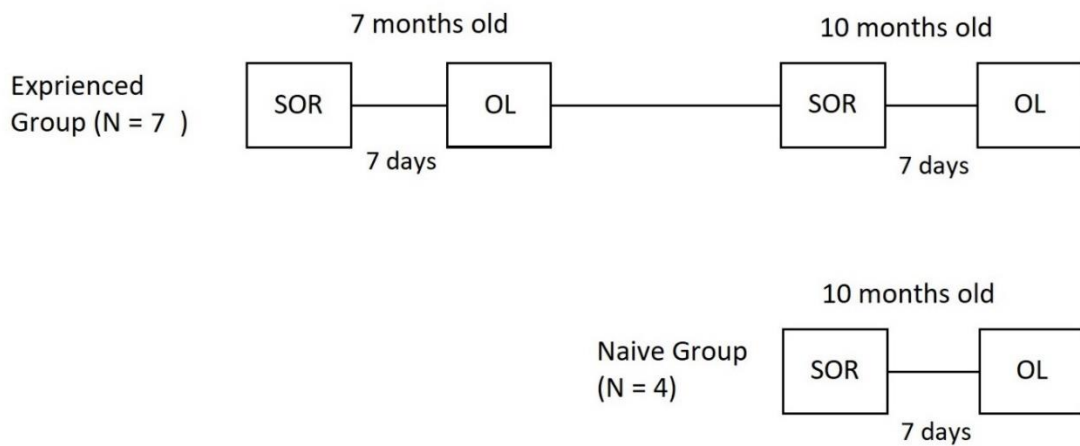 7 months old
10 months old
Exprienced
Group (N = 7  )
SOR
OL
SOR
OL
7 days
7 days
10 months old
Naive Group
(N = 4)
SOR
OL
7 days